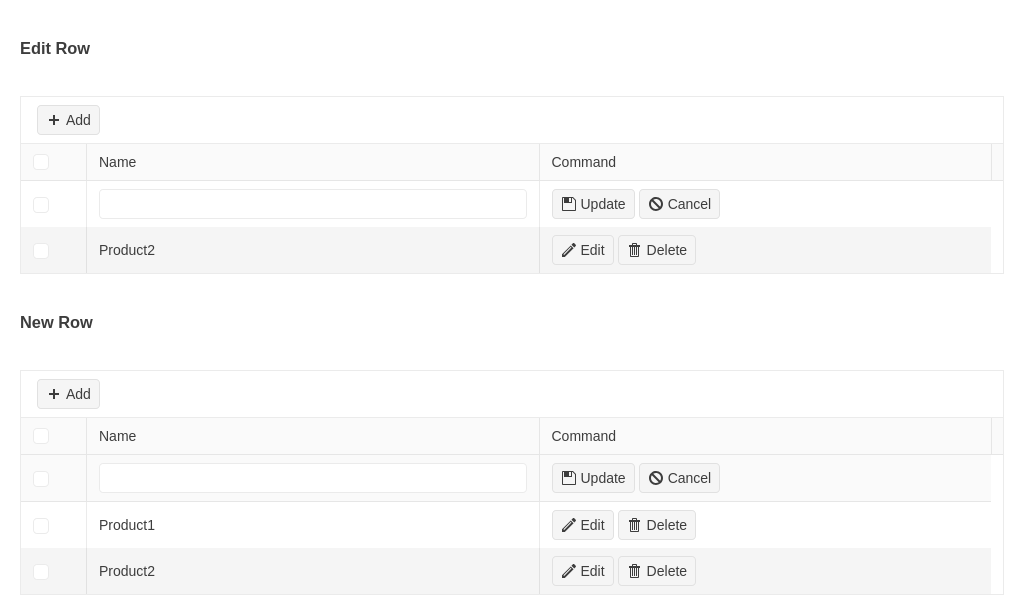 Edit Row
Add
Name Command
Update Cancel
Product2 Edit Delete
New Row
Add
Name Command
Update Cancel
Product1 Edit Delete
Product2 Edit Delete